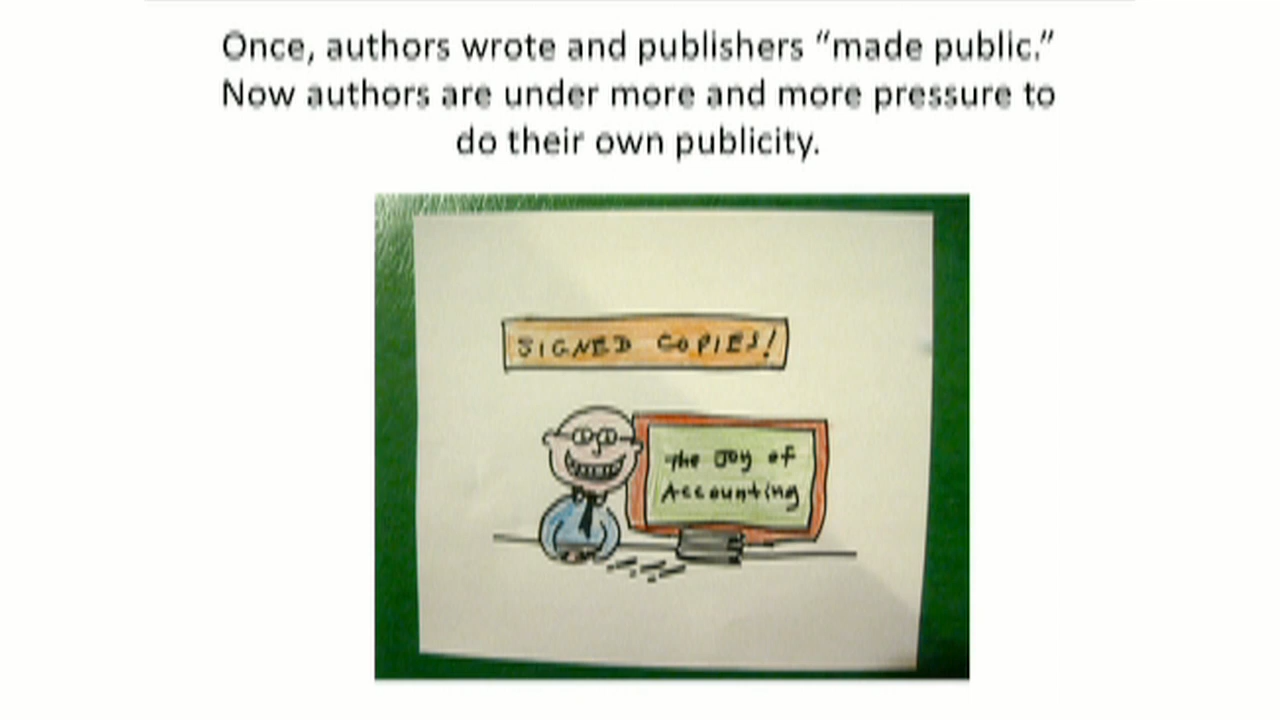 Once, authors wrote and publishers “made public.”
Now authors are under more and more pressure to
do their own publicity.
SIGNED COPIES!
The Joy of
Accounting